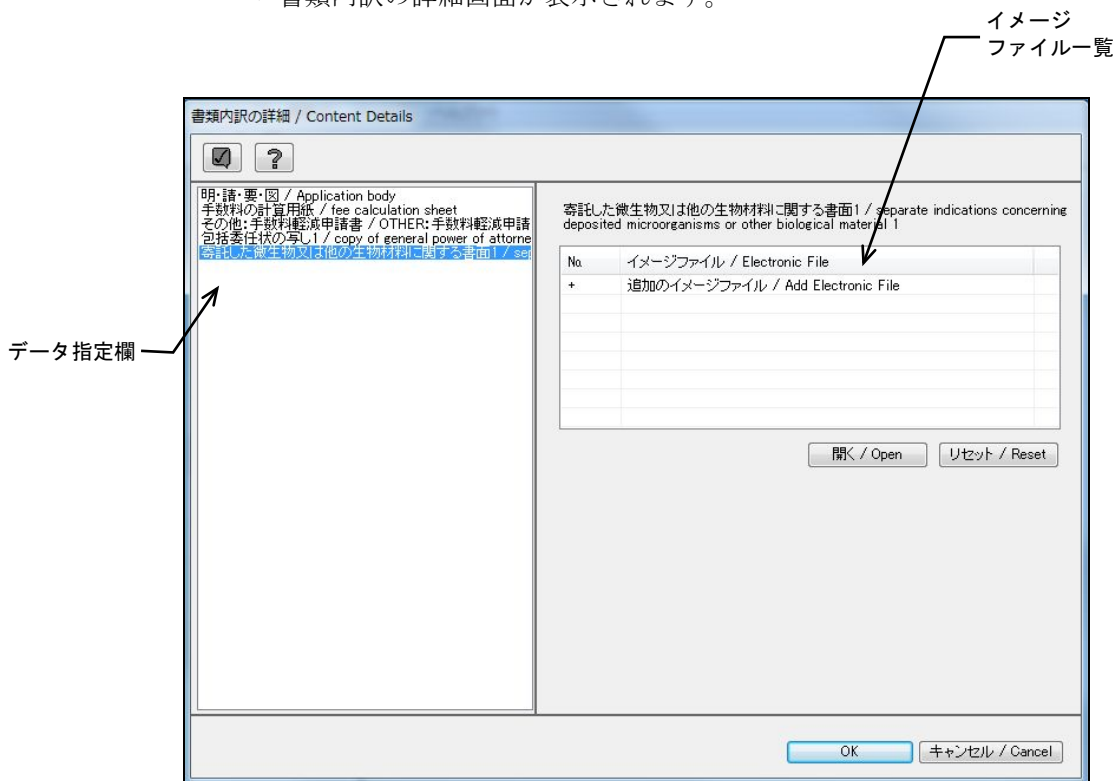 書類内訳の詳細画面が表示されます。
イメージ
ファイル一覧
書類内訳の詳細 / Content Details
?
明・請・要・図 / Application body
手数料の計算用紙 / fee calculation sheet
その他:手数料軽減申請書 / OTHER:手数料軽減申請
包括委任状の写し1 / copy of general power of attorne
寄託した微生物又は他の生物材料に関する書面1 / sep
寄託した微生物又は他の生物材料に関する書面1 / separate indications concerning
deposited microorganisms or other biological material 1
No. イメージファイル / Electronic File
+ 追加のイメージファイル / Add Electronic File
データ指定欄
開く / Open リセット / Reset
OK キャンセル / Cancel